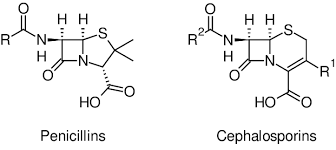 O H H O H H
R N S R² N S
H N H N
O O R¹
HO O HO O
Penicillins Cephalosporins